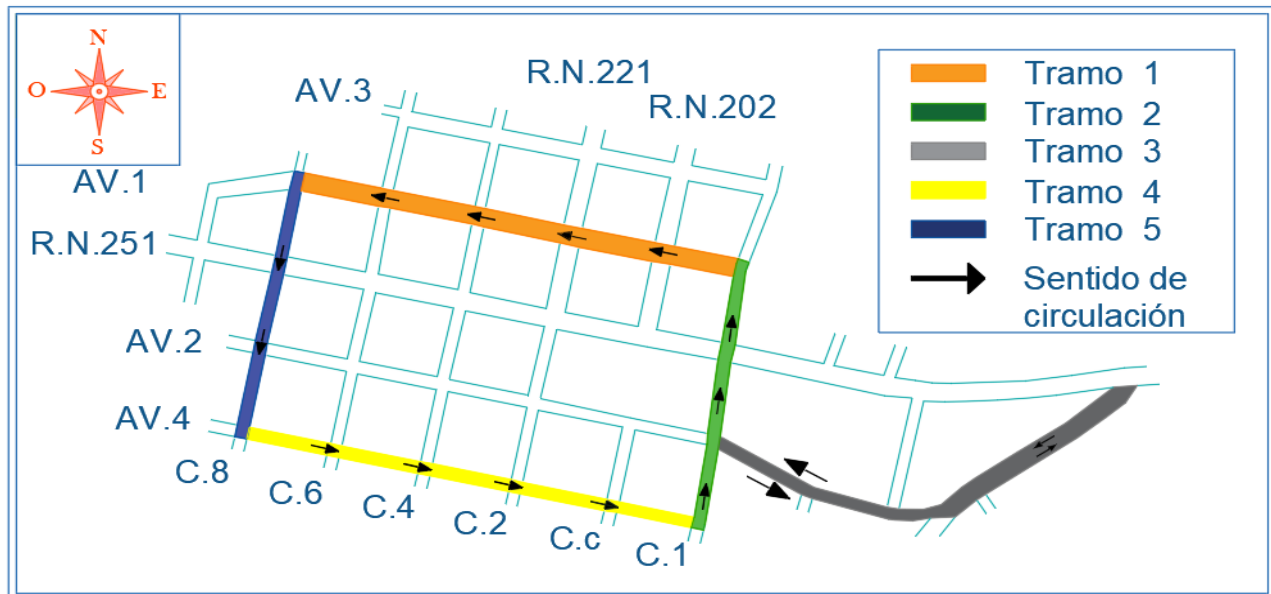 N
O E
S
R.N.221
R.N.202
AV.3
AV.1
R.N.251
AV.2
AV.4
C.8
C.6
C.4
C.2
C.c
C.1
Tramo 1
Tramo 2
Tramo 3
Tramo 4
Tramo 5
Sentido de
circulación